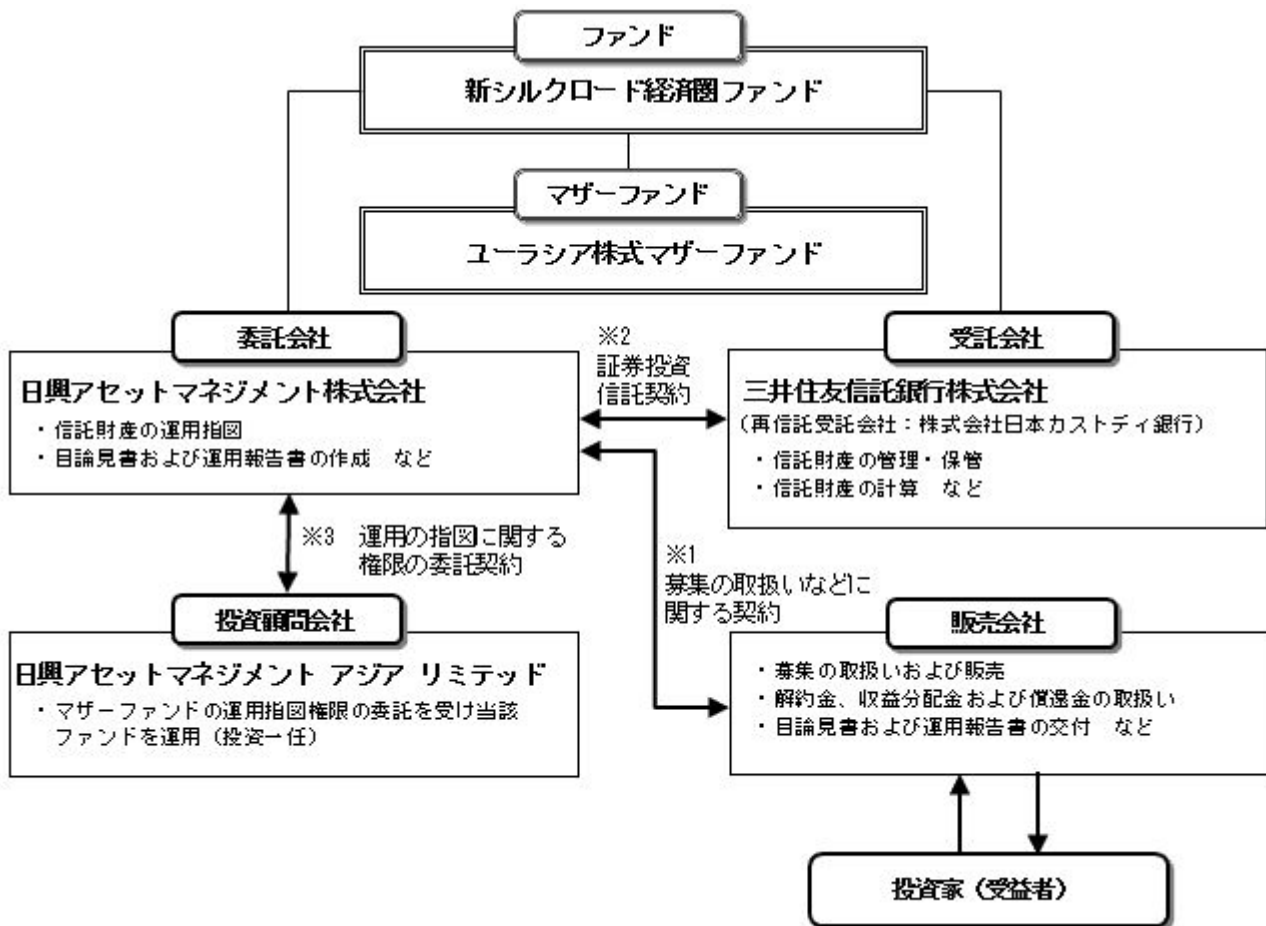 ファンド
新シルクロード経済圏ファンド
マザーファンド
ユーラシア株式マザーファンド
委託会社
日興アセットマネジメント株式会社
・信託財産の運用指図
・目論見書および運用報告書の作成　など
※2
証券投資
信託契約
受託会社
三井住友信託銀行株式会社
(再信託受託会社：株式会社日本カストディ銀行)
・信託財産の管理・保管
・信託財産の計算　など
※3　運用の指図に関する
権限の委託契約
※1
募集の取扱いなどに
関する契約
投資顧問会社
日興アセットマネジメント アジア リミテッド
・マザーファンドの運用指図権限の委託を受け当該
ファンドを運用（投資一任）
販売会社
・募集の取扱いおよび販売
・解約金、収益分配金および償還金の取扱い
・目論見書および運用報告書の交付　など
投資家（受益者）